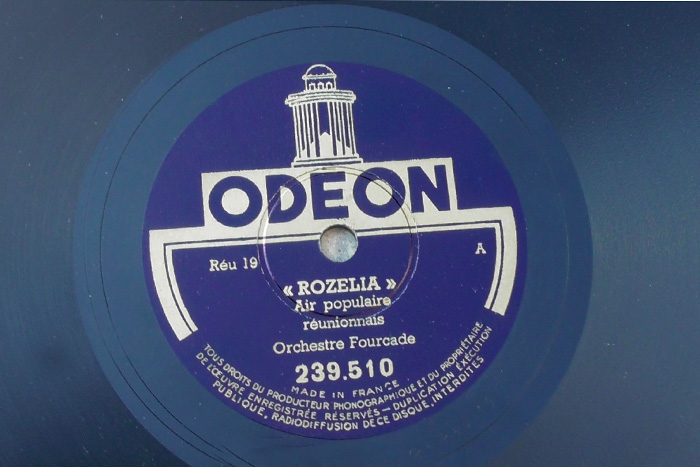 ODEON
Réu 19
A
« ROZELIA »
Air populaire
réunionnais
Orchestre Fourcade
239.510
MADE IN FRANCE
TOUS DROITS DU PRODUCTEUR PHONOGRAPHIQUE ET DU PROPRIÉTAIRE
DE L'ŒUVRE ENREGISTRÉE RÉSERVÉS — DUPLICATION EXÉCUTION
PUBLIQUE, RADIODIFFUSION DE CE DISQUE, INTERDITES